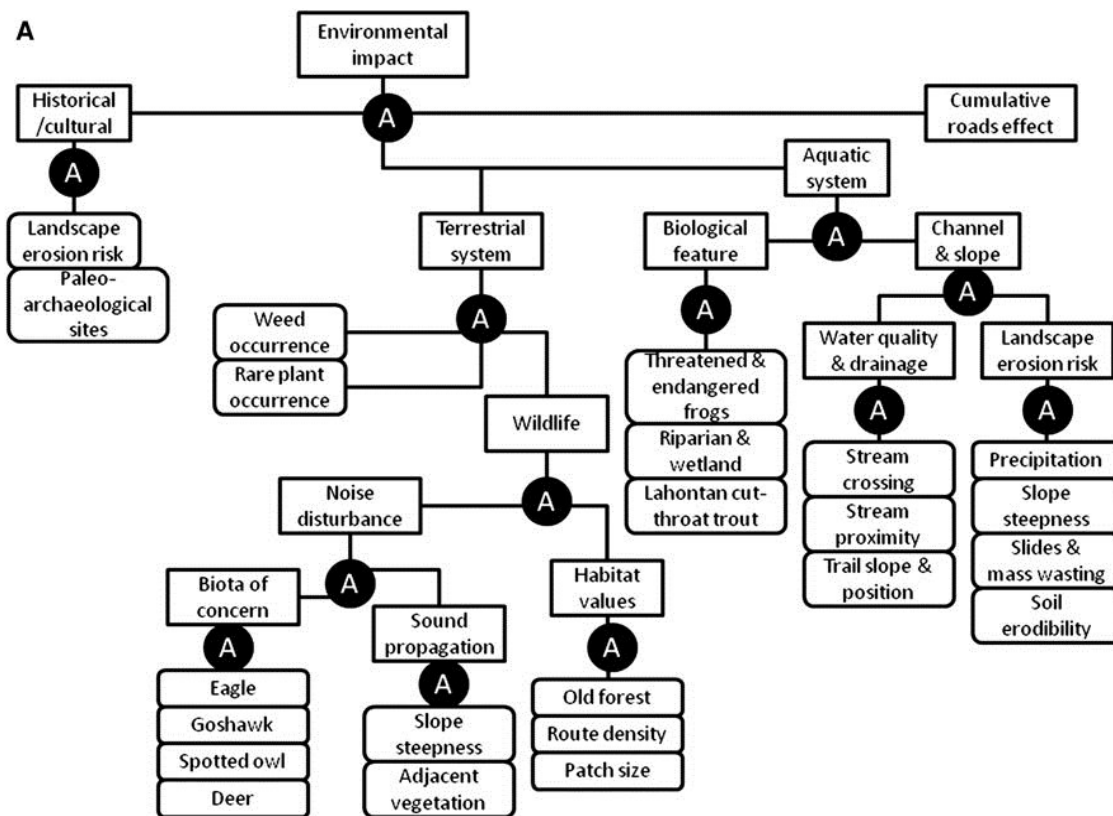 A
Environmental
impact
Historical
/cultural
A
Cumulative
roads effect
A
Landscape
erosion risk
Paleo-
archaeological
sites
Aquatic
system
Terrestrial
system
Biological
feature
A
Channel
& slope
A
Weed
occurrence
Rare plant
occurrence
A
Wildlife
A
Threatened &
endangered
frogs
Riparian &
wetland
Lahontan cut-
throat trout
Water quality
& drainage
Landscape
erosion risk
A
A
Stream
crossing
Stream
proximity
Trail slope &
position
Precipitation
Slope
steepness
Slides &
mass wasting
Soil
erodibility
Noise
disturbance
A
Habitat
values
A
Biota of
concern
A
Sound
propagation
A
A
Eagle
Goshawk
Spotted owl
Deer
Slope
steepness
Adjacent
vegetation
Old forest
Route density
Patch size